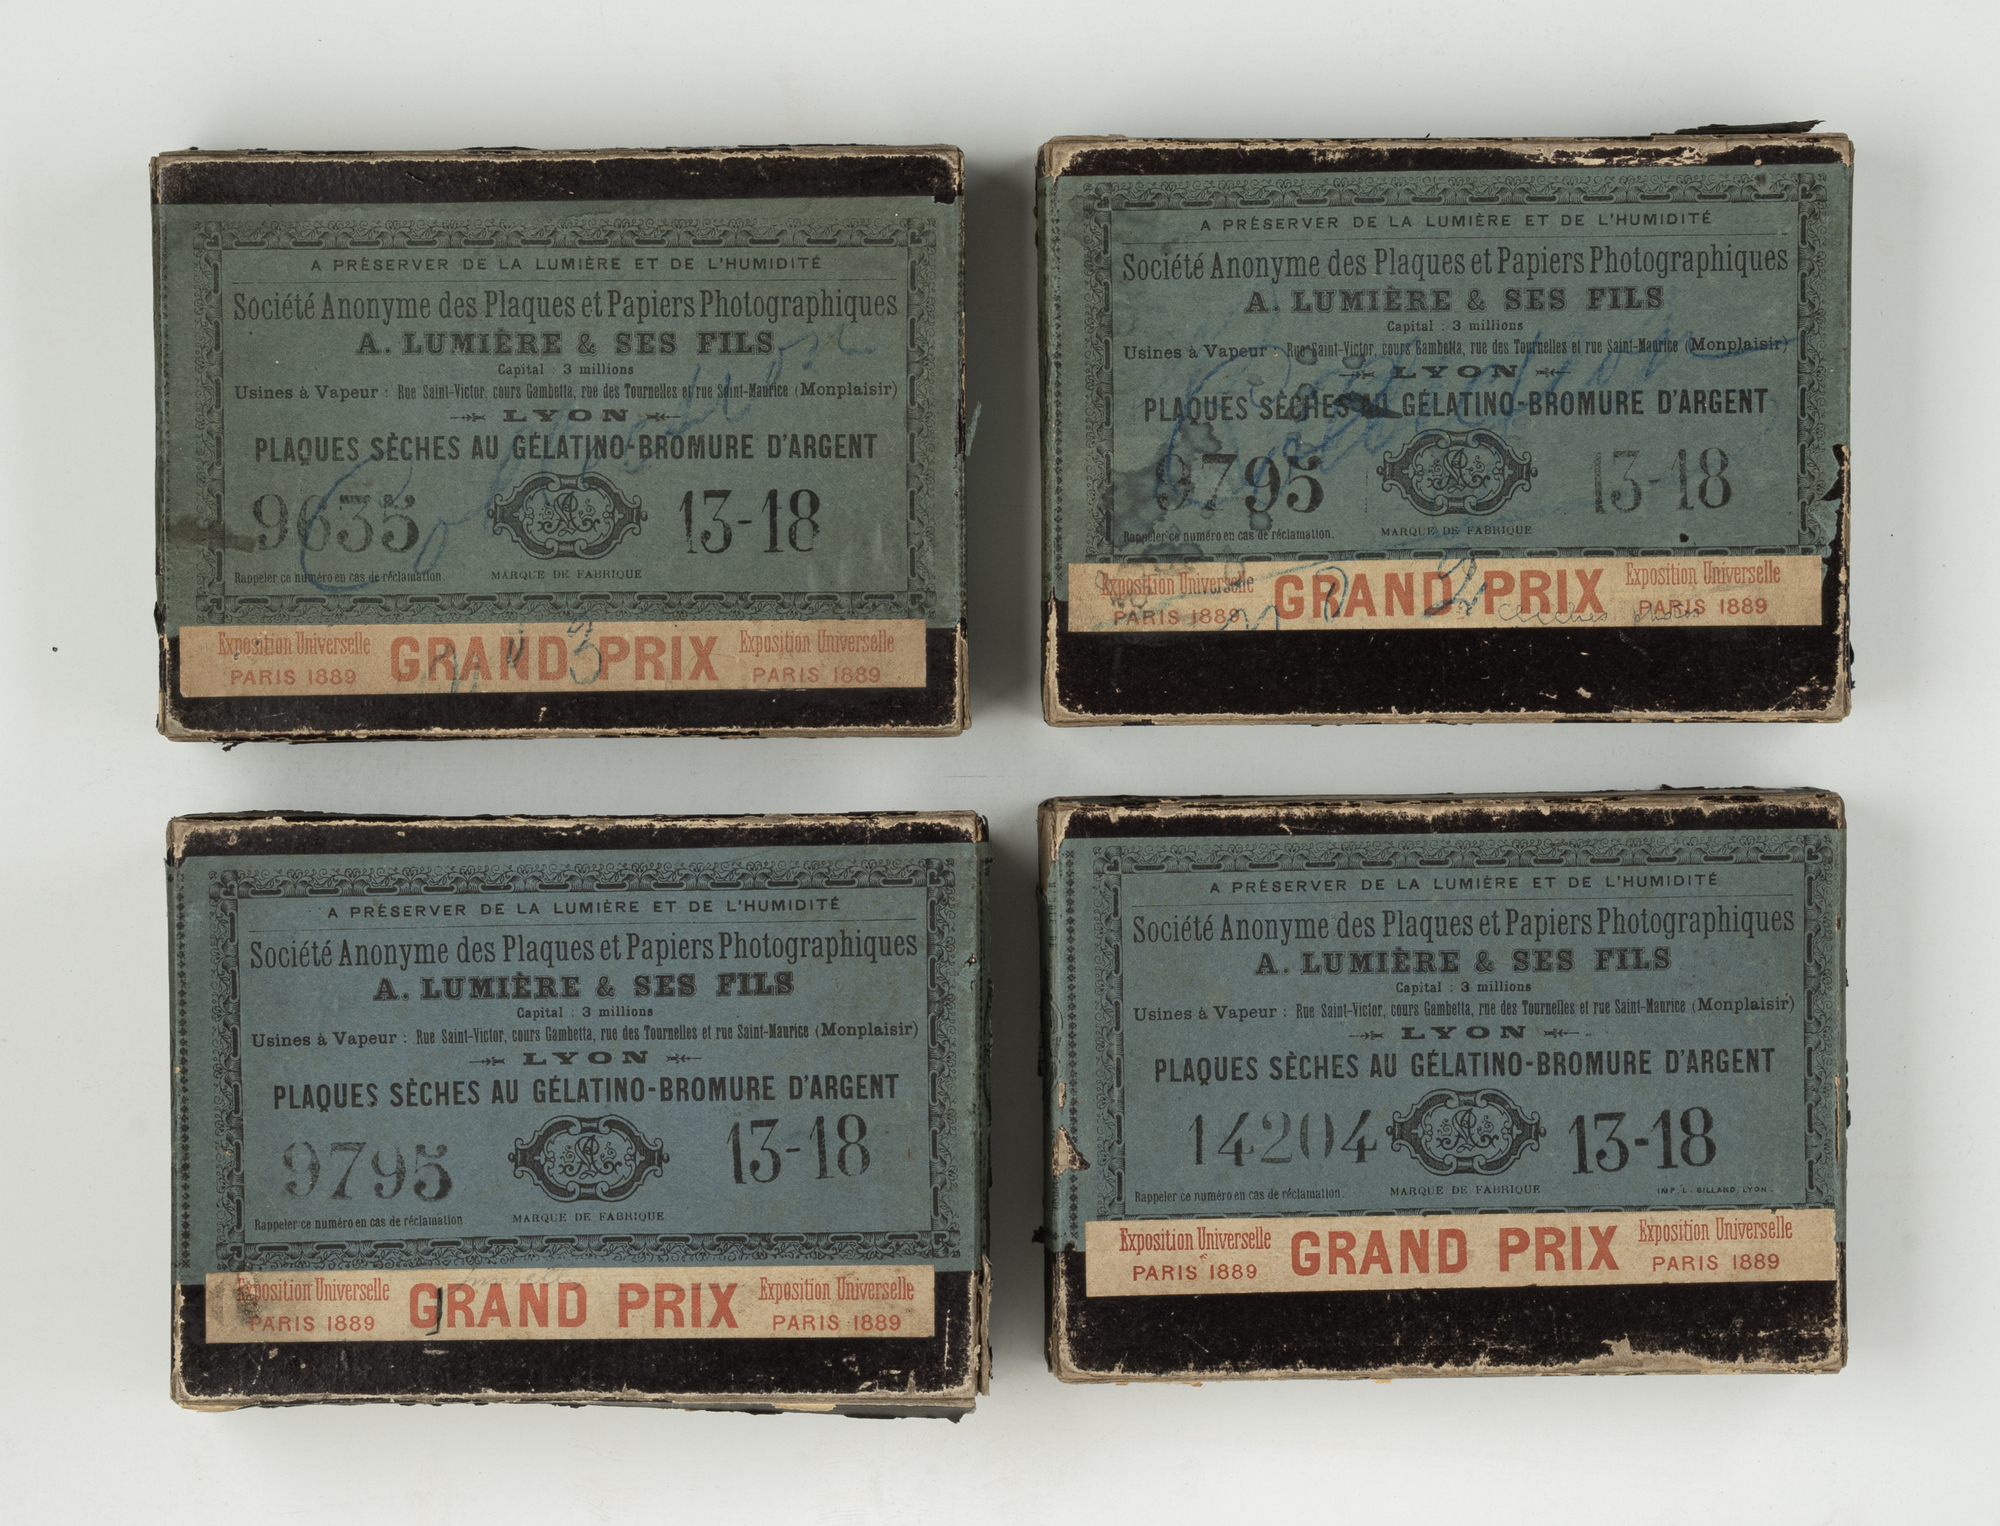 A PRÉSERVER DE LA LUMIÈRE ET DE L'HUMIDITÉ
Société Anonyme des Plaques et Papiers Photographiques
A. LUMIÈRE & SES FILS
Capital : 3 millions
Usines à Vapeur : Rue Saint-Victor, cours Gambetta, rue des Tournelles et rue Saint-Maurice (Monplaisir)
LYON
PLAQUES SÈCHES AU GÉLATINO-BROMURE D'ARGENT
9635 13-18
Rappeler ce numéro en cas de réclamation. MARQUE DE FABRIQUE
Exposition Universelle GRAND PRIX Exposition Universelle
PARIS 1889 PARIS 1889
N° 3
A PRÉSERVER DE LA LUMIÈRE ET DE L'HUMIDITÉ
Société Anonyme des Plaques et Papiers Photographiques
A. LUMIÈRE & SES FILS
Capital : 3 millions
Usines à Vapeur : Rue Saint-Victor, cours Gambetta, rue des Tournelles et rue Saint-Maurice (Monplaisir)
LYON
PLAQUES SÈCHES AU GÉLATINO-BROMURE D'ARGENT
9795 13-18
Rappeler ce numéro en cas de réclamation. MARQUE DE FABRIQUE
Exposition Universelle GRAND PRIX Exposition Universelle
PARIS 1889 PARIS 1889
n° 2
A PRÉSERVER DE LA LUMIÈRE ET DE L'HUMIDITÉ
Société Anonyme des Plaques et Papiers Photographiques
A. LUMIÈRE & SES FILS
Capital : 3 millions
Usines à Vapeur : Rue Saint-Victor, cours Gambetta, rue des Tournelles et rue Saint-Maurice (Monplaisir)
LYON
PLAQUES SÈCHES AU GÉLATINO-BROMURE D'ARGENT
9795 13-18
Rappeler ce numéro en cas de réclamation MARQUE DE FABRIQUE
Exposition Universelle GRAND PRIX Exposition Universelle
PARIS 1889 PARIS 1889
A PRÉSERVER DE LA LUMIÈRE ET DE L'HUMIDITÉ
Société Anonyme des Plaques et Papiers Photographiques
A. LUMIÈRE & SES FILS
Capital : 3 millions
Usines à Vapeur : Rue Saint-Victor, cours Gambetta, rue des Tournelles et rue Saint-Maurice (Monplaisir)
LYON
PLAQUES SÈCHES AU GÉLATINO-BROMURE D'ARGENT
14204 13-18
Rappeler ce numéro en cas de réclamation. MARQUE DE FABRIQUE IMP. L. GILLARD, LYON.
Exposition Universelle GRAND PRIX Exposition Universelle
PARIS 1889 PARIS 1889